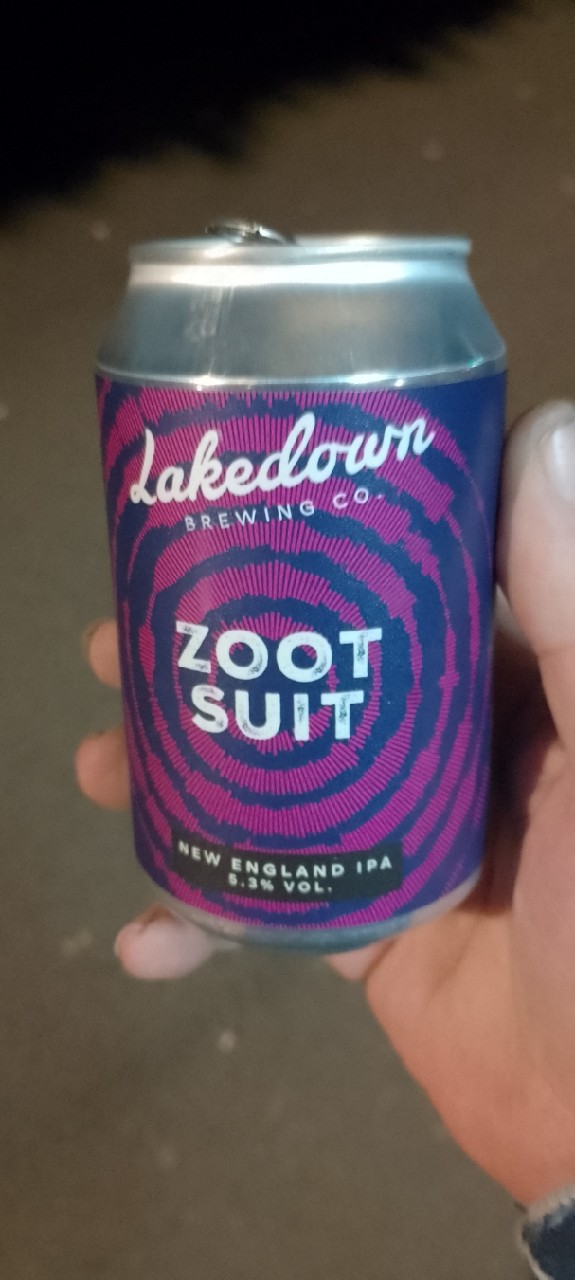 Lakedown
BREWING CO.
ZOOT
SUIT
NEW ENGLAND IPA
5.3% VOL.